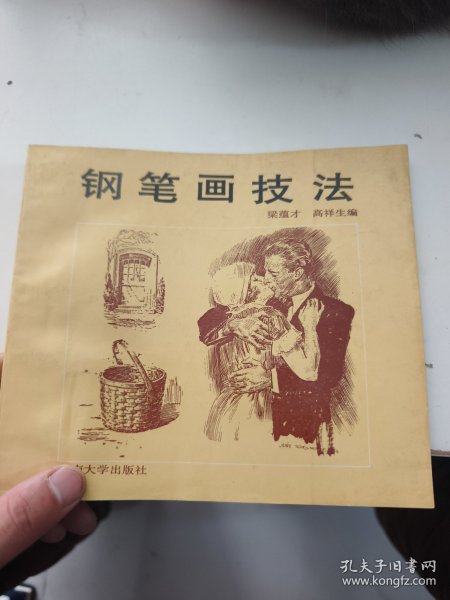 钢笔画技法
梁蕴才 高祥生编
大学出版社
孔夫子旧书网
www.kongfz.com